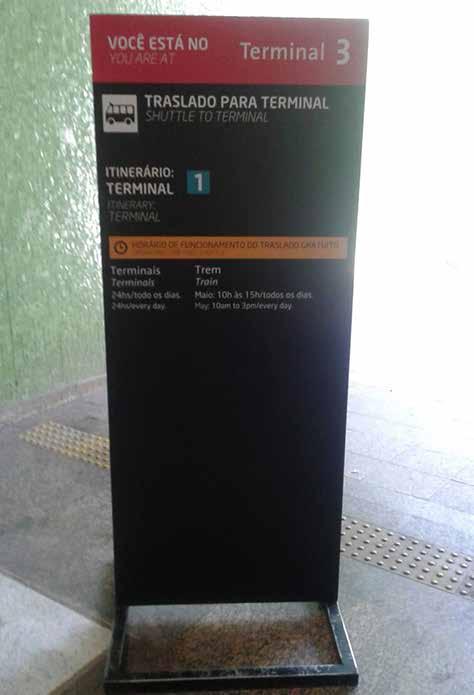 VOCÊ ESTÁ NO
YOU ARE AT
Terminal 3
TRASLADO PARA TERMINAL
SHUTTLE TO TERMINAL
ITINERÁRIO:
TERMINAL 1
ITINERARY:
TERMINAL
HORÁRIO DE FUNCIONAMENTO DO TRASLADO GRATUITO
Terminais
Terminals
24hs/todo os dias.
24hs/every day.
Trem
Train
Maio: 10h às 15h/todos os dias.
May: 10am to 3pm/every day.